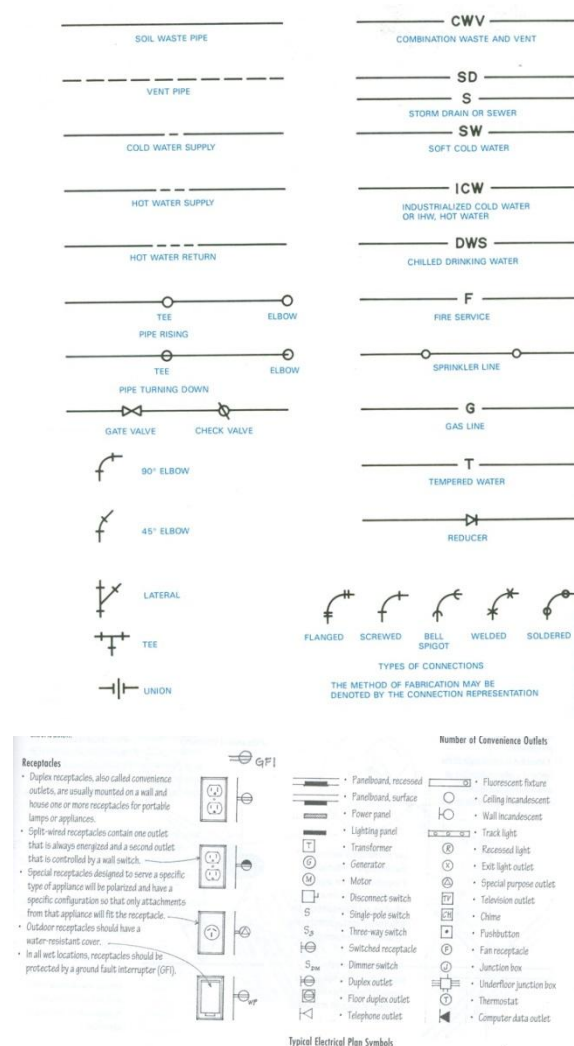 SOIL WASTE PIPE
VENT PIPE
COLD WATER SUPPLY
HOT WATER SUPPLY
HOT WATER RETURN
TEE
ELBOW
PIPE RISING
TEE
ELBOW
PIPE TURNING DOWN
GATE VALVE
CHECK VALVE
90° ELBOW
45° ELBOW
LATERAL
TEE
UNION
CWV
COMBINATION WASTE AND VENT
SD
S
STORM DRAIN OR SEWER
SW
SOFT COLD WATER
ICW
INDUSTRIALIZED COLD WATER
OR IHW, HOT WATER
DWS
CHILLED DRINKING WATER
F
FIRE SERVICE
SPRINKLER LINE
G
GAS LINE
T
TEMPERED WATER
REDUCER
FLANGED
SCREWED
BELL
SPIGOT
WELDED
SOLDERED
TYPES OF CONNECTIONS
THE METHOD OF FABRICATION MAY BE
DENOTED BY THE CONNECTION REPRESENTATION
Number of Convenience Outlets
GFI
Receptacles
• Duplex receptacles, also called convenience
outlets, are usually mounted on a wall and
house one or more receptacles for portable
lamps or appliances.
• Split-wired receptacles contain one outlet
that is always energized and a second outlet
that is controlled by a wall switch.
• Special receptacles designed to serve a specific
type of appliance will be polarized and have a
specific configuration so that only attachments
from that appliance will fit the receptacle.
• Outdoor receptacles should have a
water-resistant cover.
• In all wet locations, receptacles should be
protected by a ground fault interrupter (GFI).
WP
• Panelboard, recessed
• Panelboard, surface
• Power panel
• Lighting panel
T • Transformer
G • Generator
M • Motor
• Disconnect switch
S • Single-pole switch
S3 • Three-way switch
• Switched receptacle
SDM • Dimmer switch
• Duplex outlet
• Floor duplex outlet
• Telephone outlet
• Fluorescent fixture
• Ceiling incandescent
• Wall incandescent
• Track light
R • Recessed light
X • Exit light outlet
• Special purpose outlet
TV • Television outlet
CH • Chime
• Pushbutton
F • Fan receptacle
J • Junction box
• Underfloor junction box
T • Thermostat
• Computer data outlet
Typical Electrical Plan Symbols